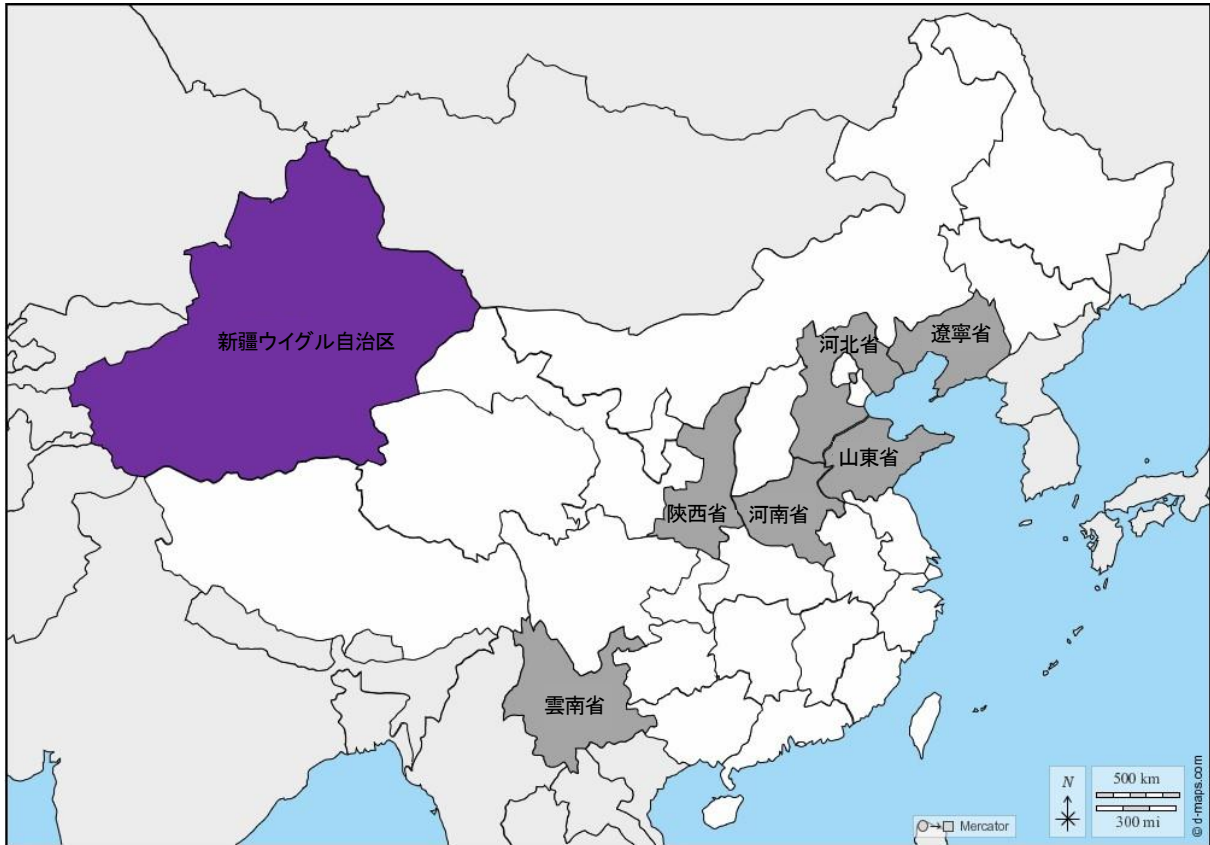 新疆ウイグル自治区
河北省
遼寧省
山東省
陝西省
河南省
雲南省
N
500 km
300 mi
Mercator
© d-maps.com